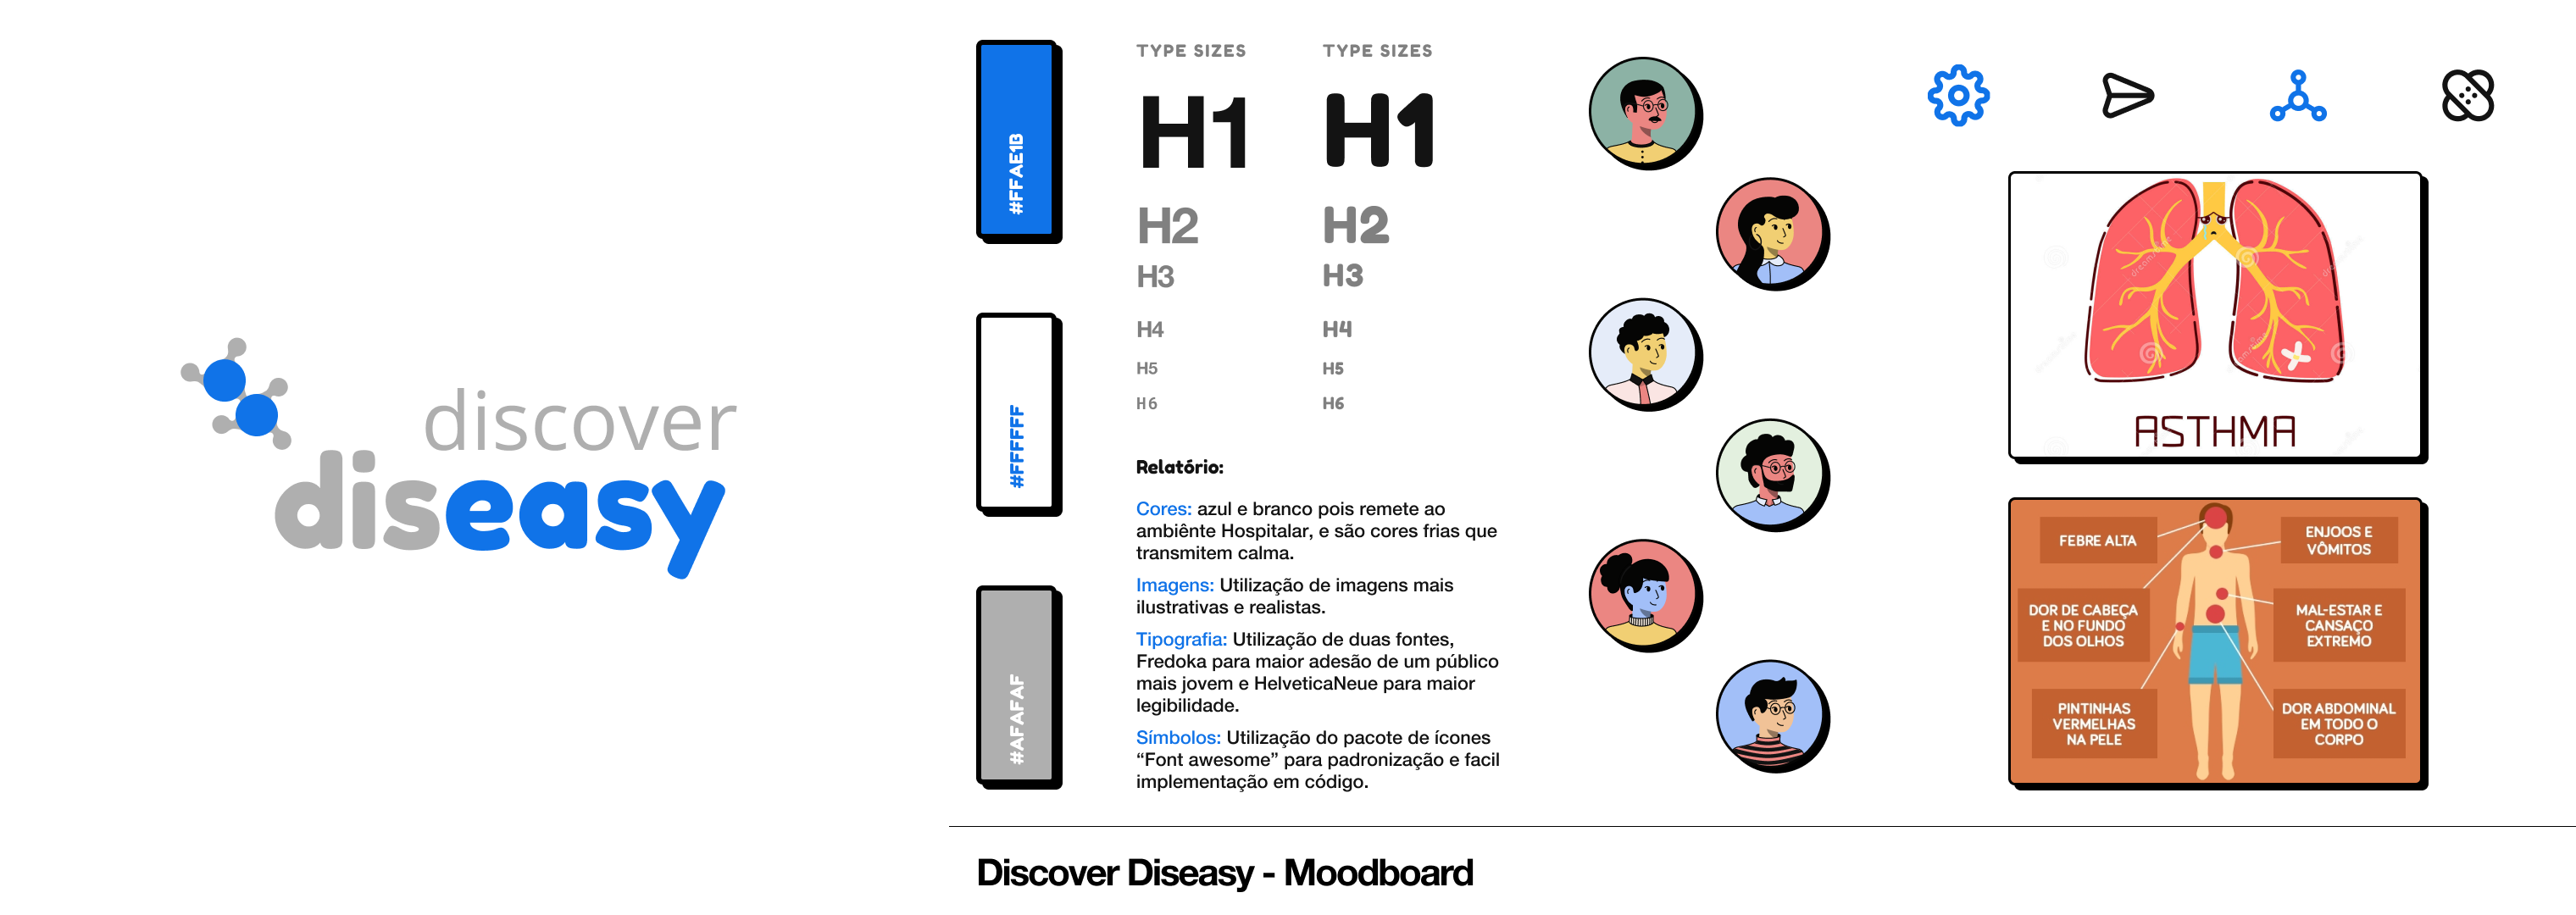 discover
diseasy
#FFAE1B
#FFFFFF
#AFAFAF
TYPE SIZES
H1
H2
H3
H4
H5
H6
TYPE SIZES
H1
H2
H3
H4
H5
H6
Relatório:
Cores: azul e branco pois remete ao
ambiênte Hospitalar, e são cores frias que
transmitem calma.
Imagens: Utilização de imagens mais
ilustrativas e realistas.
Tipografia: Utilização de duas fontes,
Fredoka para maior adesão de um público
mais jovem e HelveticaNeue para maior
legibilidade.
Símbolos: Utilização do pacote de ícones
“Font awesome” para padronização e facil
implementação em código.
ASTHMA
FEBRE ALTA
ENJOOS E
VÔMITOS
DOR DE CABEÇA
E NO FUNDO
DOS OLHOS
MAL-ESTAR E
CANSAÇO
EXTREMO
PINTINHAS
VERMELHAS
NA PELE
DOR ABDOMINAL
EM TODO O
CORPO
Discover Diseasy - Moodboard